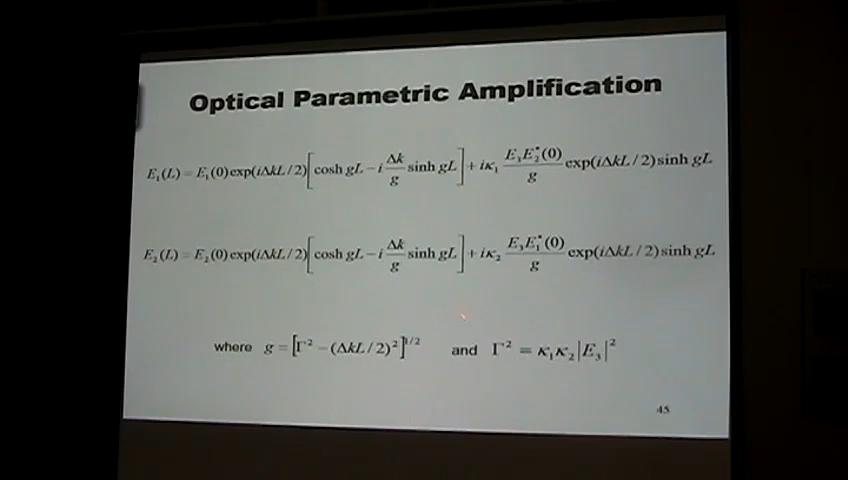 Optical Parametric Amplification
E₁(L) = E₁(0)exp(iΔkL/2)[cosh gL − i Δk/g sinh gL] + iκ₁ E₃E₂*(0)/g exp(iΔkL/2)sinh gL
E₂(L) = E₂(0)exp(iΔkL/2)[cosh gL − i Δk/g sinh gL] + iκ₂ E₃E₁*(0)/g exp(iΔkL/2)sinh gL
where g = [Γ² − (ΔkL/2)²]^1/2 and Γ² = κ₁κ₂|E₃|²
45